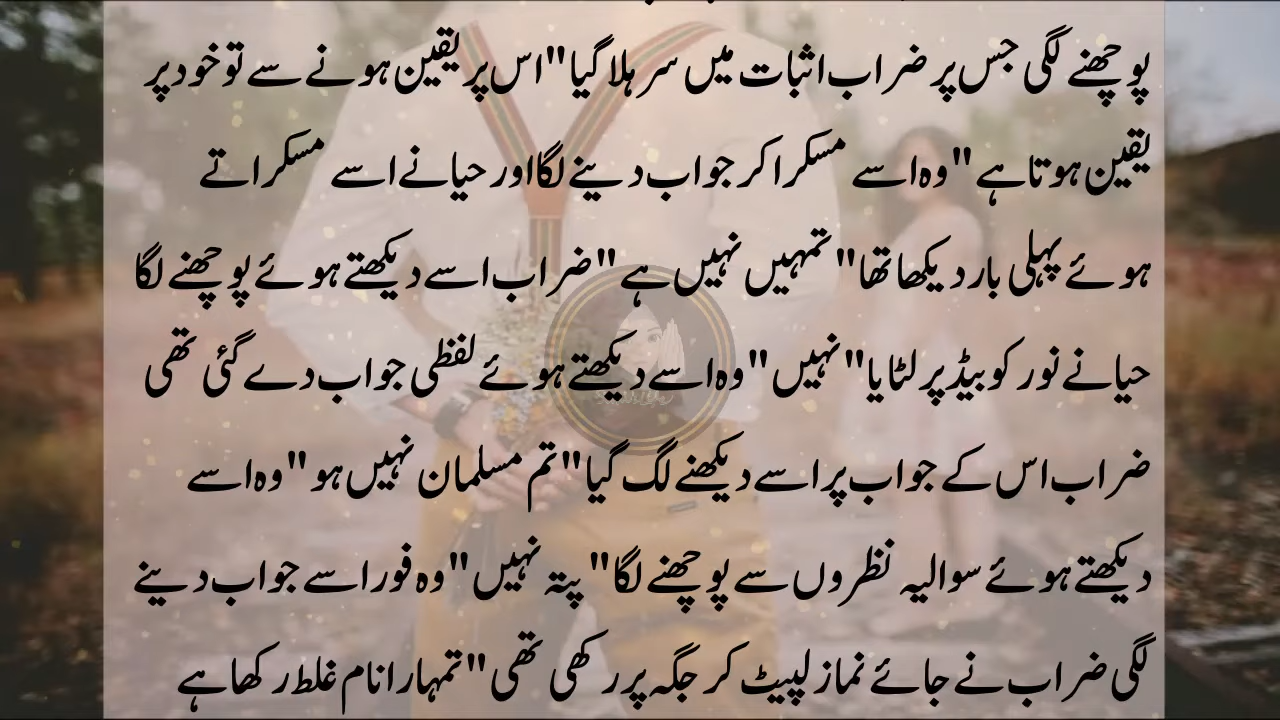 پوچھنے لگی جس پر ضراب اثبات میں سر ہلا گیا"اس پر یقین ہونے سے تو خود پر
یقین ہوتا ہے"وہ اسے مسکرا کر جواب دینے لگا اور حیا نے اسے مسکراتے
ہوئے پہلی بار دیکھا تھا"تمہیں نہیں ہے"ضراب اسے دیکھتے ہوئے پوچھنے لگا
حیا نے نور کو بیڈ پر لٹایا"نہیں"وہ اسے دیکھتے ہوئے لفظی جواب دے گئی تھی
ضراب اس کے جواب پر اسے دیکھنے لگ گیا"تم مسلمان نہیں ہو"وہ اسے
دیکھتے ہوئے سوالیہ نظروں سے پوچھنے لگا"پتہ نہیں"وہ فورا سے جواب دینے
لگی ضراب نے جائے نماز لپیٹ کر جگہ پر رکھی تھی"تمہارا نام غلط رکھا ہے